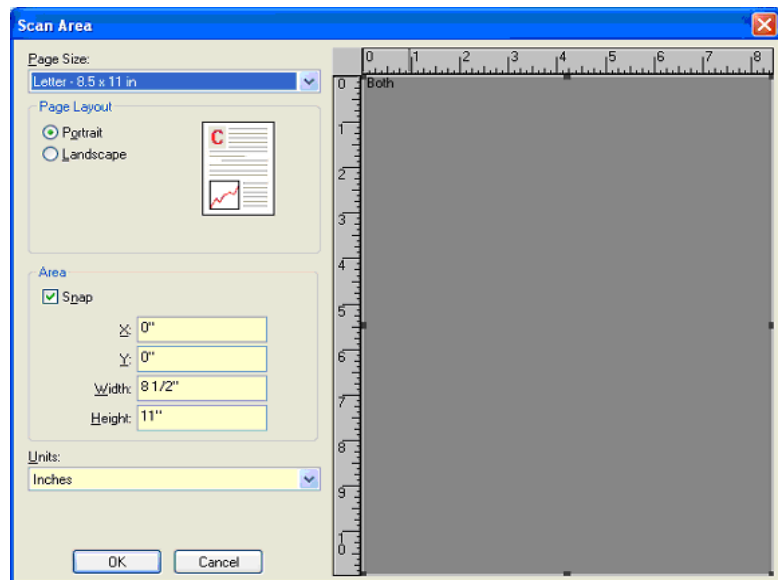 Scan Area
Page Size:
Letter - 8.5 x 11 in
Page Layout
Portrait
Landscape
C
Area
Snap
X: 0"
Y: 0"
Width: 8 1/2"
Height: 11"
Units:
Inches
OK Cancel
0 1 2 3 4 5 6 7 8
Both
0
1
2
3
4
5
6
7
8
9
10